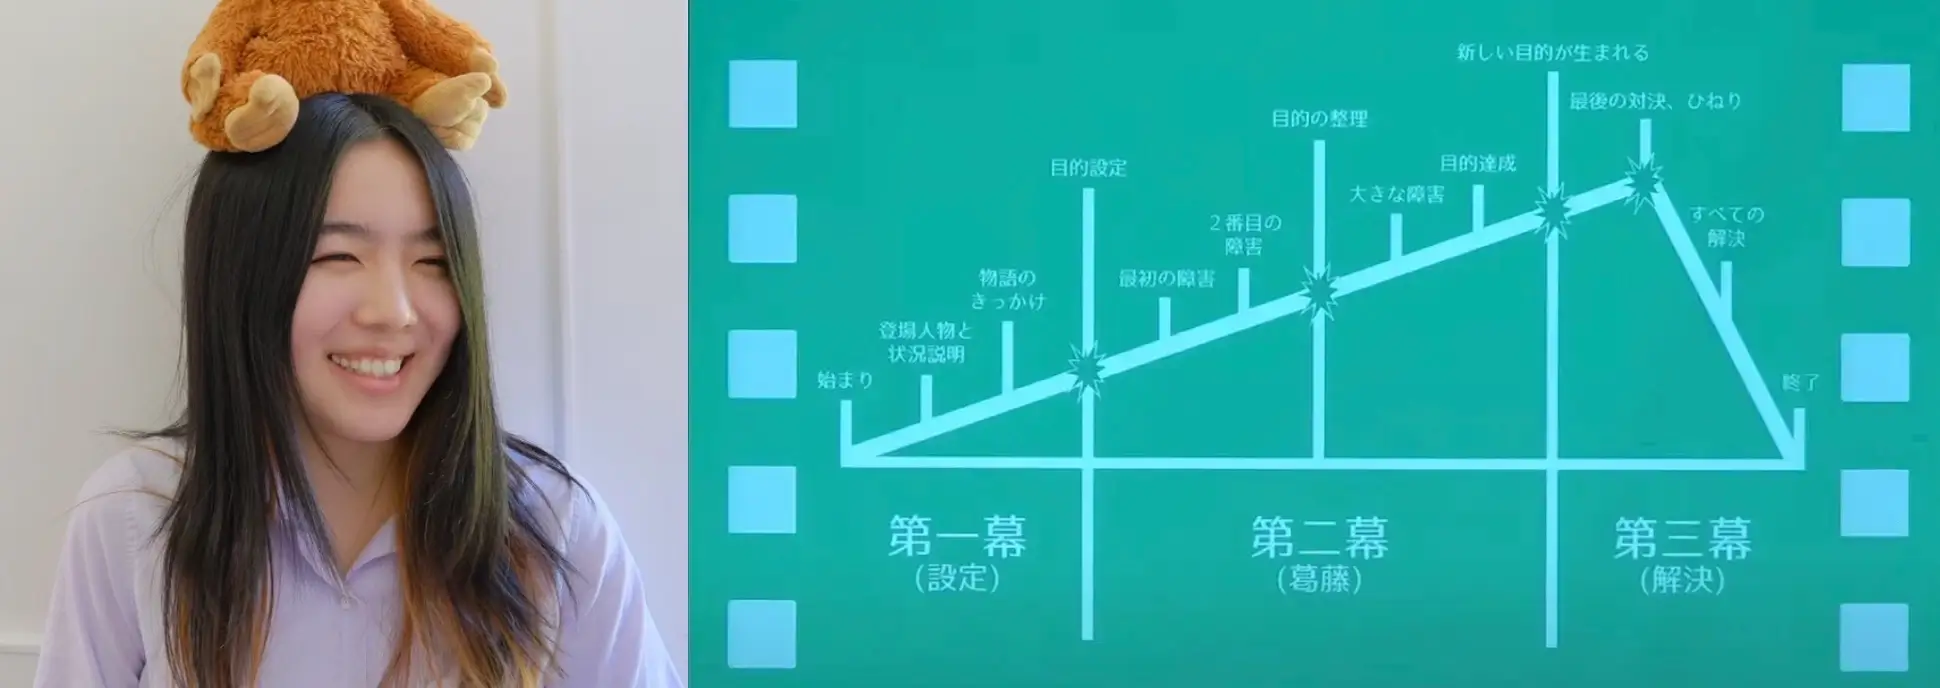 新しい目的が生まれる
最後の対決、ひねり
目的の整理
目的設定
目的達成
大きな障害
2番目の
障害
すべての
解決
物語の
きっかけ
最初の障害
登場人物と
状況説明
始まり
終了
第一幕
(設定)
第二幕
(葛藤)
第三幕
(解決)